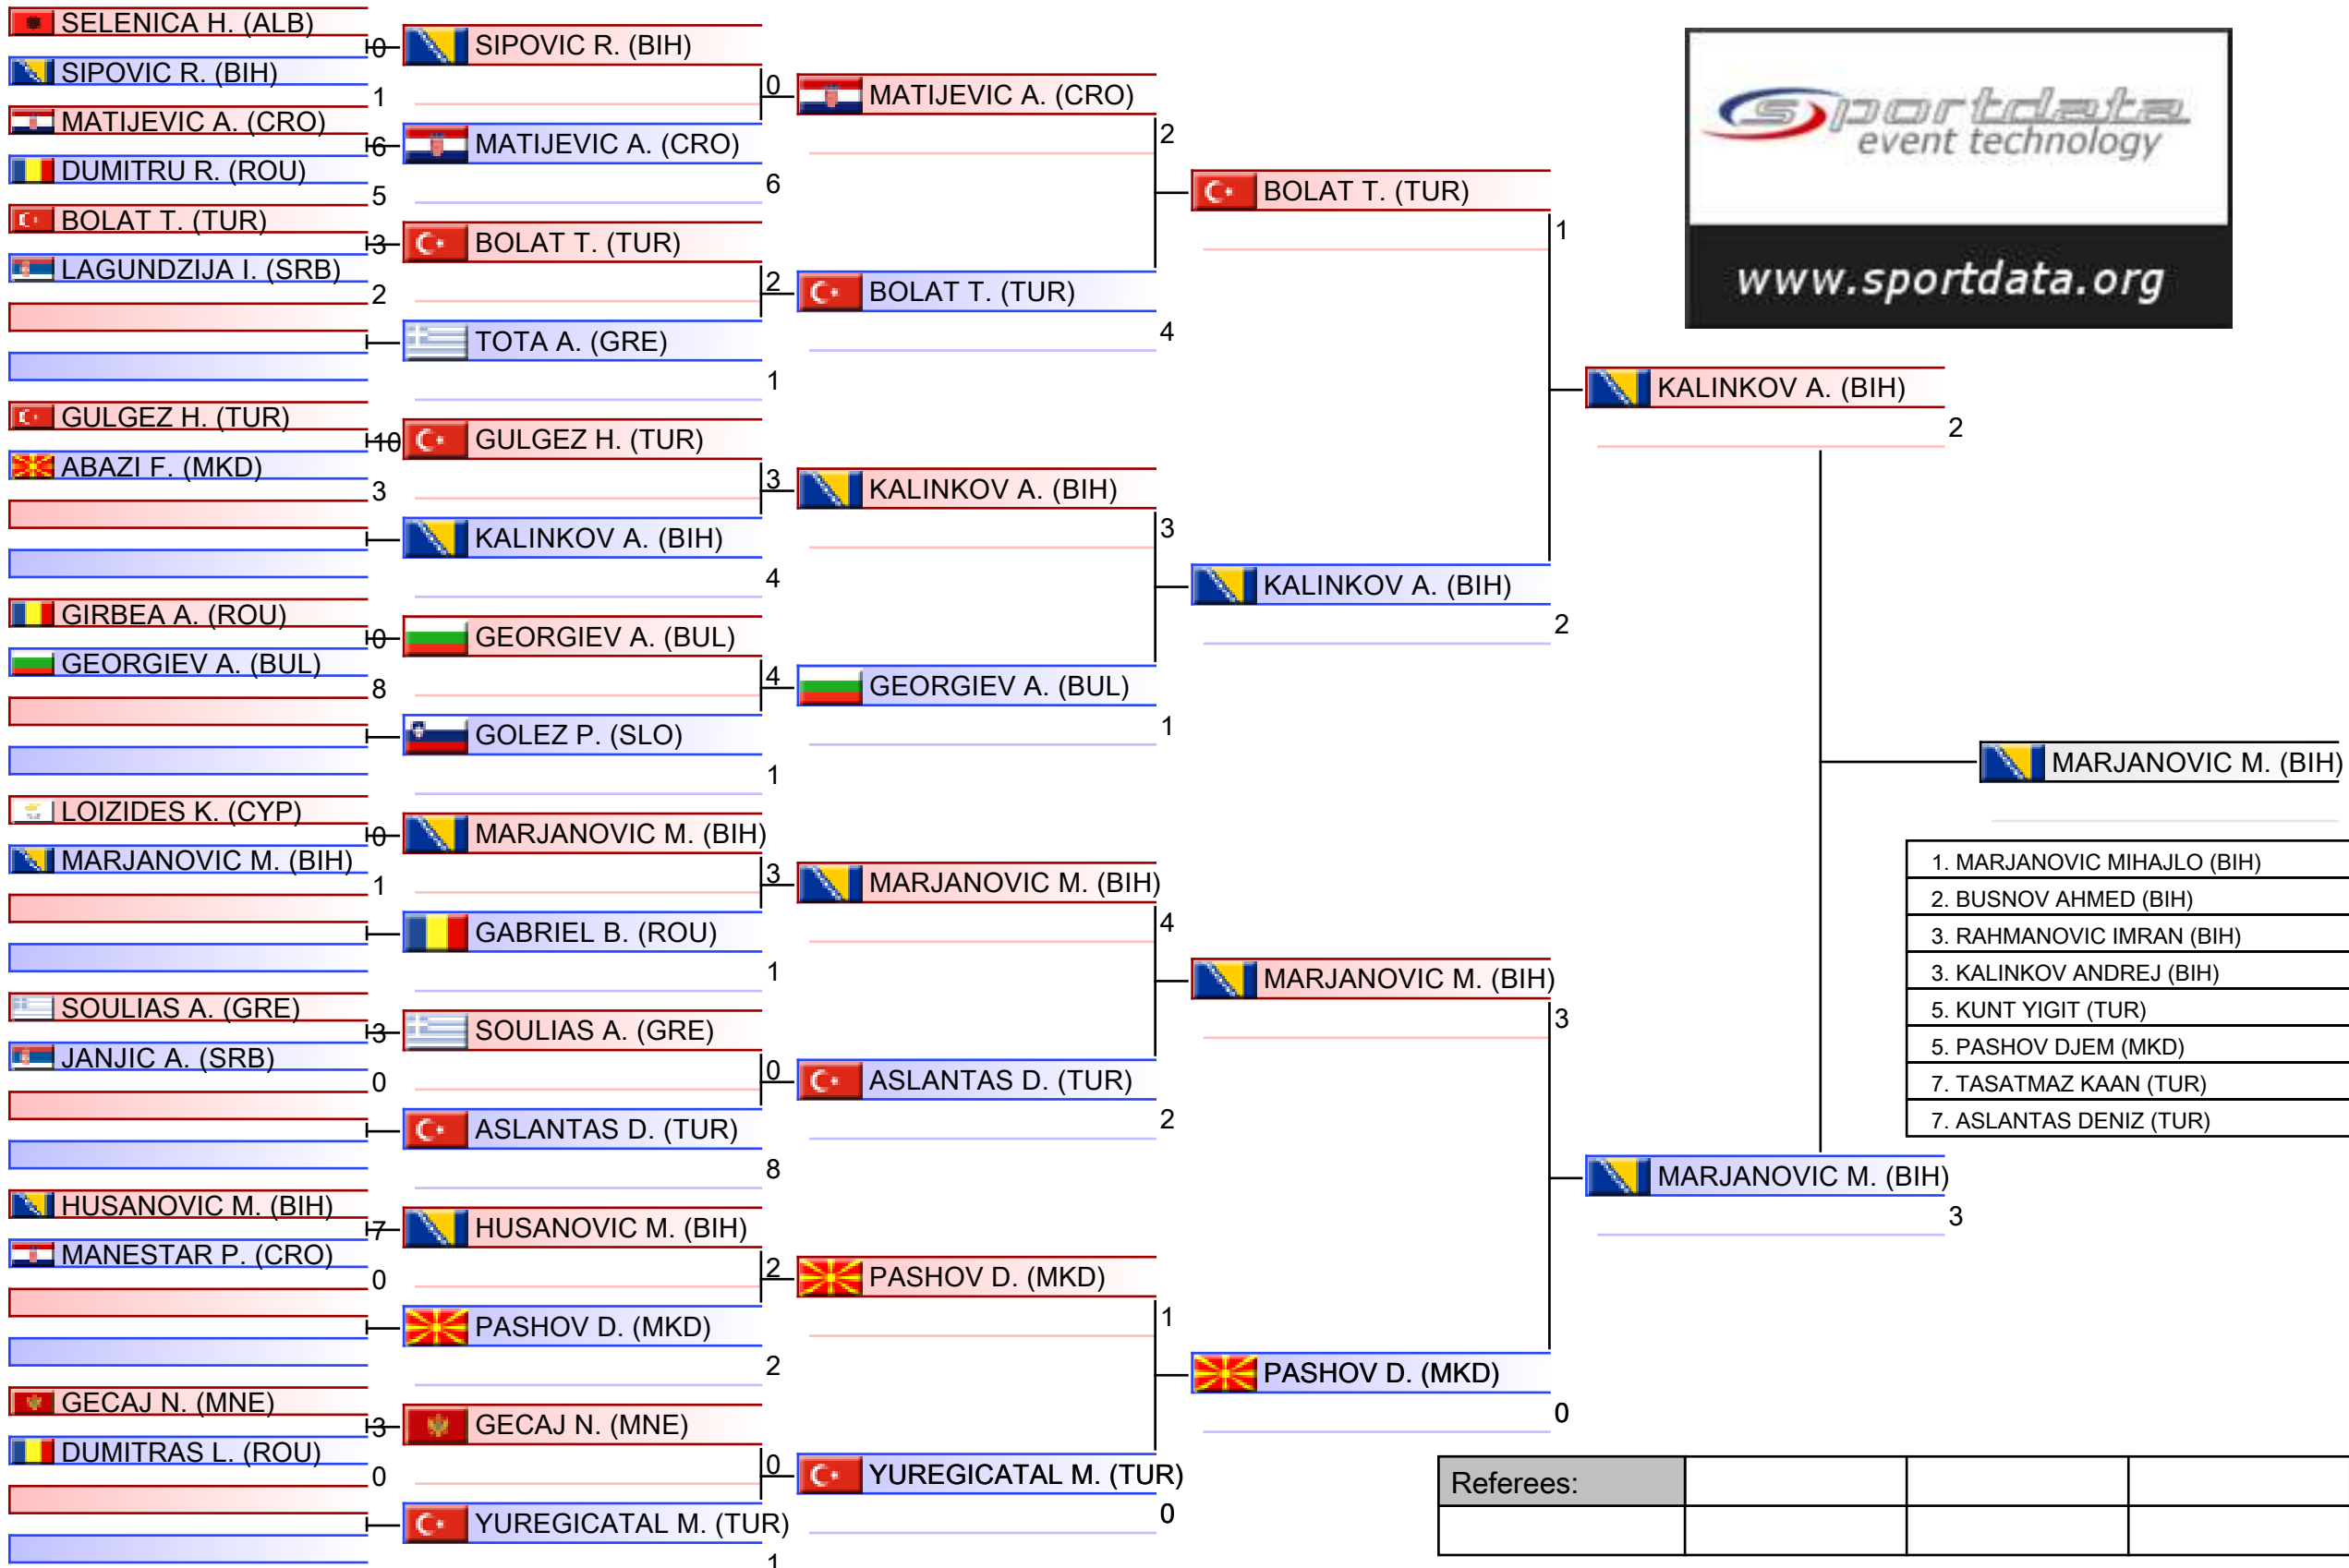 SELENICA H. (ALB)
0
SIPOVIC R. (BIH)
1
MATIJEVIC A. (CRO)
6
DUMITRU R. (ROU)
5
BOLAT T. (TUR)
3
LAGUNDZIJA I. (SRB)
2
GULGEZ H. (TUR)
10
ABAZI F. (MKD)
3
GIRBEA A. (ROU)
0
GEORGIEV A. (BUL)
8
LOIZIDES K. (CYP)
0
MARJANOVIC M. (BIH)
1
SOULIAS A. (GRE)
3
JANJIC A. (SRB)
0
HUSANOVIC M. (BIH)
7
MANESTAR P. (CRO)
0
GECAJ N. (MNE)
3
DUMITRAS L. (ROU)
0
SIPOVIC R. (BIH)
0
MATIJEVIC A. (CRO)
6
BOLAT T. (TUR)
2
TOTA A. (GRE)
1
GULGEZ H. (TUR)
3
KALINKOV A. (BIH)
4
GEORGIEV A. (BUL)
4
GOLEZ P. (SLO)
1
MARJANOVIC M. (BIH)
3
GABRIEL B. (ROU)
1
SOULIAS A. (GRE)
0
ASLANTAS D. (TUR)
8
HUSANOVIC M. (BIH)
2
PASHOV D. (MKD)
2
GECAJ N. (MNE)
0
YUREGICATAL M. (TUR)
1
MATIJEVIC A. (CRO)
2
BOLAT T. (TUR)
4
KALINKOV A. (BIH)
3
GEORGIEV A. (BUL)
1
MARJANOVIC M. (BIH)
4
ASLANTAS D. (TUR)
2
PASHOV D. (MKD)
1
YUREGICATAL M. (TUR)
0
BOLAT T. (TUR)
1
KALINKOV A. (BIH)
2
MARJANOVIC M. (BIH)
3
PASHOV D. (MKD)
0
KALINKOV A. (BIH)
2
MARJANOVIC M. (BIH)
3
MARJANOVIC M. (BIH)
sportdata
event technology
www.sportdata.org
1. MARJANOVIC MIHAJLO (BIH)
2. BUSNOV AHMED (BIH)
3. RAHMANOVIC IMRAN (BIH)
3. KALINKOV ANDREJ (BIH)
5. KUNT YIGIT (TUR)
5. PASHOV DJEM (MKD)
7. TASATMAZ KAAN (TUR)
7. ASLANTAS DENIZ (TUR)
Referees: